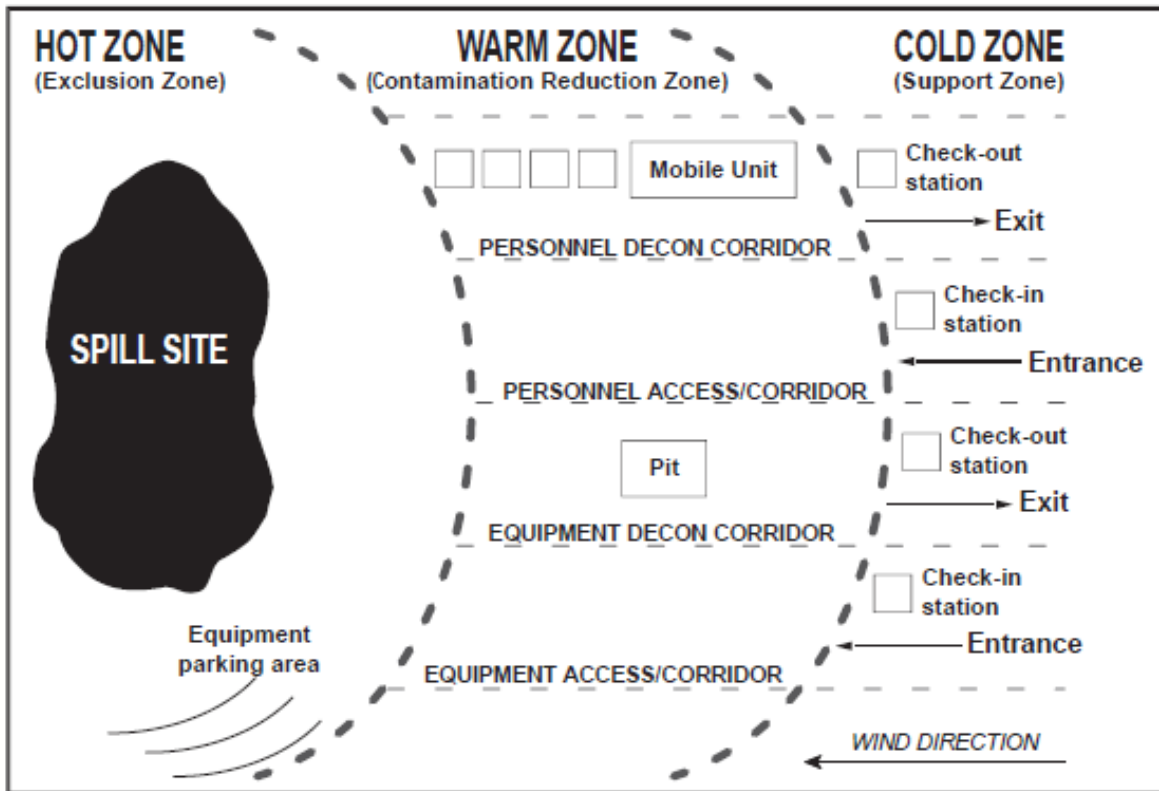 HOT ZONE
(Exclusion Zone)
WARM ZONE
(Contamination Reduction Zone)
COLD ZONE
(Support Zone)
Mobile Unit
Check-out
station
Exit
PERSONNEL DECON CORRIDOR
Check-in
station
SPILL SITE
Entrance
PERSONNEL ACCESS/CORRIDOR
Check-out
station
Pit
Exit
EQUIPMENT DECON CORRIDOR
Check-in
station
Equipment
parking area
Entrance
EQUIPMENT ACCESS/CORRIDOR
WIND DIRECTION